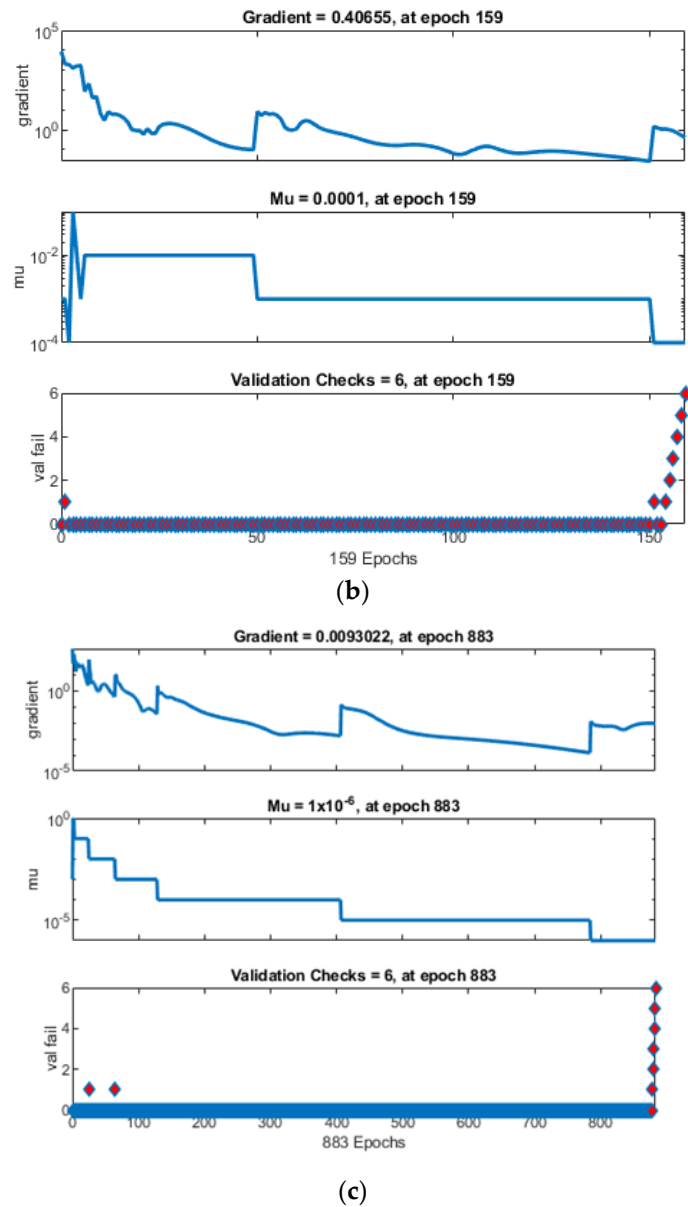 Gradient = 0.40655, at epoch 159
10^5
10^0
gradient
Mu = 0.0001, at epoch 159
10^-2
10^-4
mu
Validation Checks = 6, at epoch 159
6
4
2
0
val fail
0 50 100 150
159 Epochs
(b)
Gradient = 0.0093022, at epoch 883
10^0
10^-5
gradient
Mu = 1x10^-6, at epoch 883
10^0
10^-5
mu
Validation Checks = 6, at epoch 883
6
4
2
0
val fail
0 100 200 300 400 500 600 700 800
883 Epochs
(c)